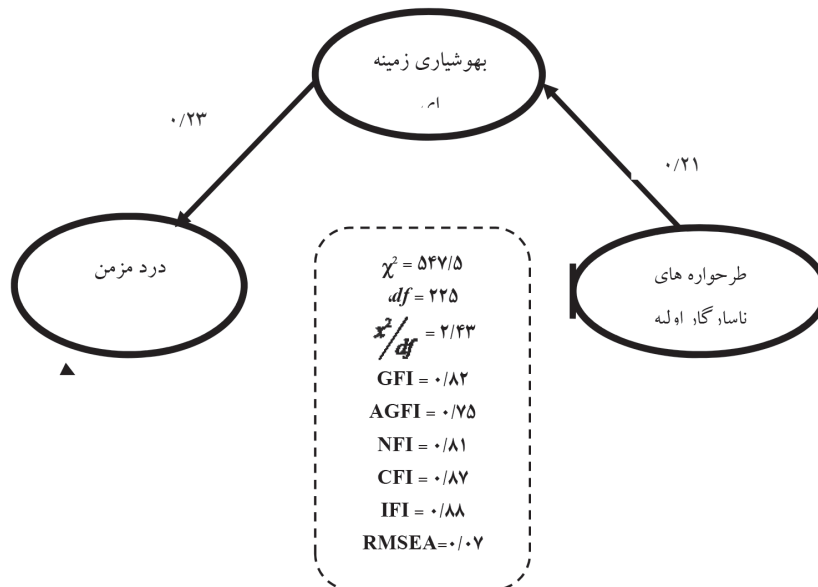 بهوشیاری زمینه
ای
۰/۲۳
۰/۲۱
درد مزمن
طرحواره های
ناسازگار اولیه
χ² = ۵۴۷/۵
df = ۲۲۵
x²/df = ۲/۴۳
GFI = ۰/۸۲
AGFI = ۰/۷۵
NFI = ۰/۸۱
CFI = ۰/۸۷
IFI = ۰/۸۸
RMSEA=۰/۰۷